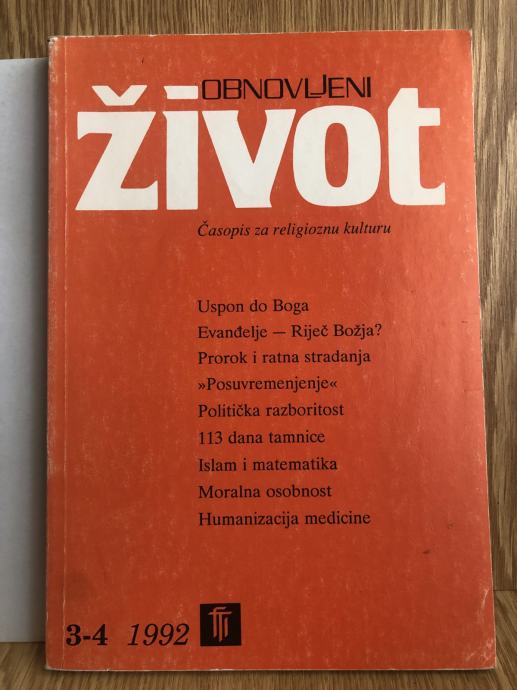 OBNOVLJENI
život
Časopis za religioznu kulturu
Uspon do Boga
Evanđelje — Riječ Božja?
Prorok i ratna stradanja
»Posuvremenjenje«
Politička razboritost
113 dana tamnice
Islam i matematika
Moralna osobnost
Humanizacija medicine
3-4 1992